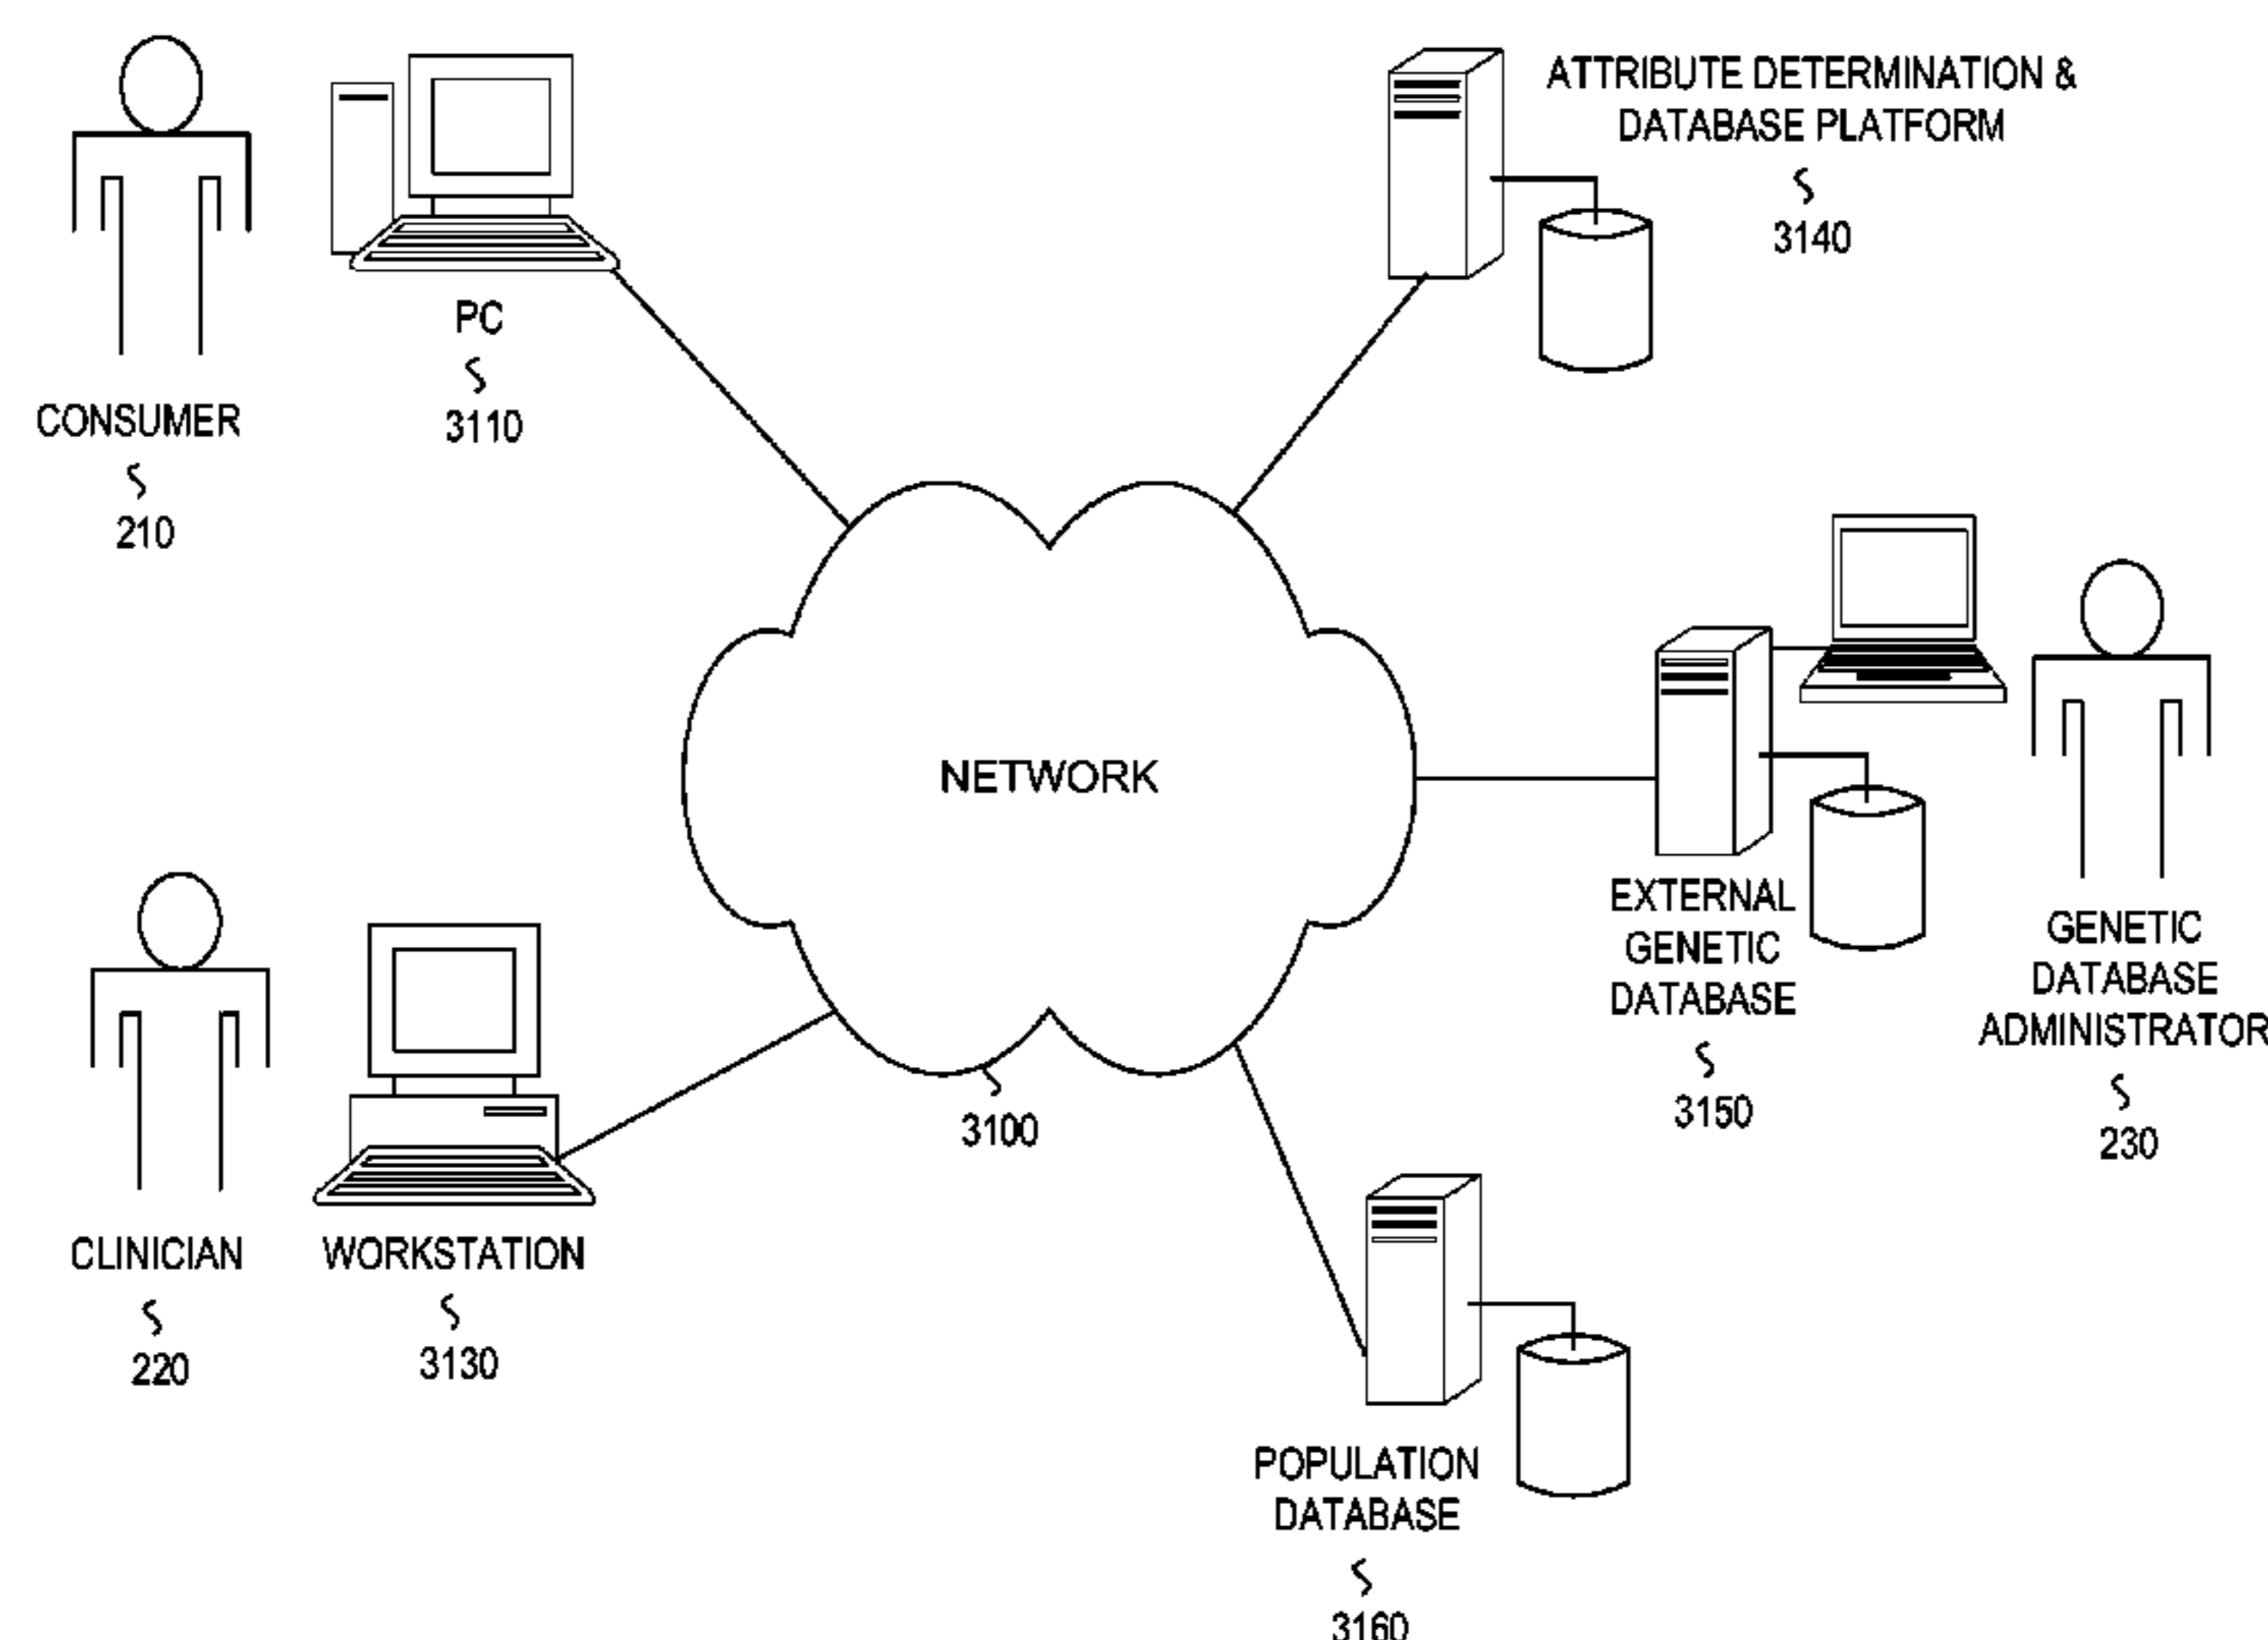 ATTRIBUTE DETERMINATION &
DATABASE PLATFORM
3140
PC
3110
CONSUMER
210
NETWORK
3100
EXTERNAL
GENETIC
DATABASE
3150
GENETIC
DATABASE
ADMINISTRATOR
230
CLINICIAN
220
WORKSTATION
3130
POPULATION
DATABASE
3160